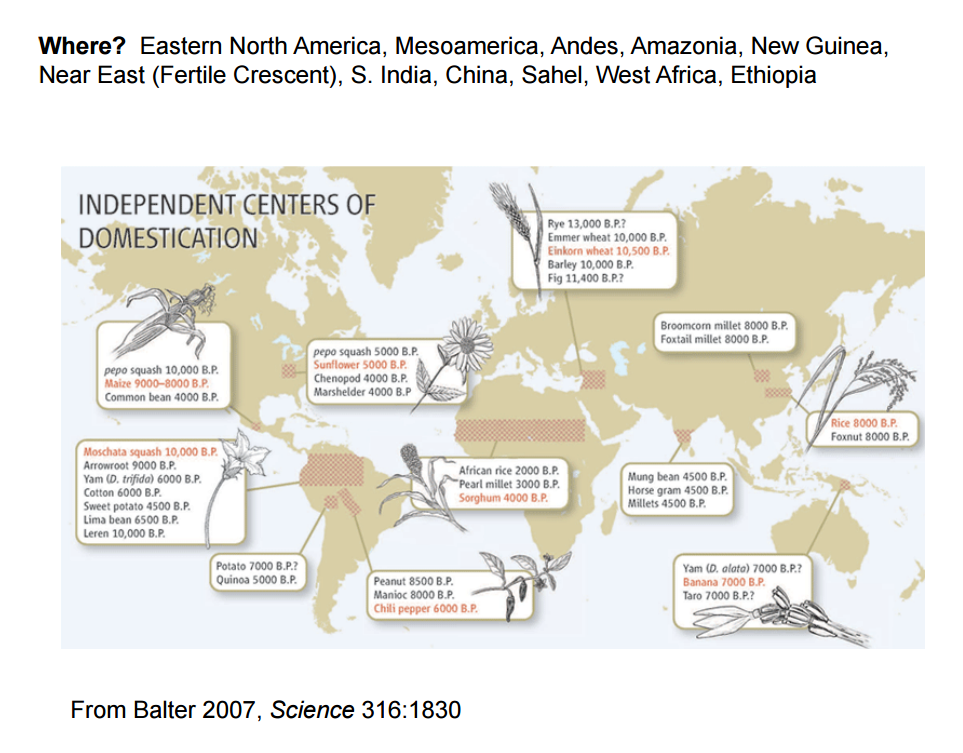 Where? Eastern North America, Mesoamerica, Andes, Amazonia, New Guinea,
Near East (Fertile Crescent), S. India, China, Sahel, West Africa, Ethiopia
INDEPENDENT CENTERS OF
DOMESTICATION
Rye 13,000 B.P.?
Emmer wheat 10,000 B.P.
Einkorn wheat 10,500 B.P.
Barley 10,000 B.P.
Fig 11,400 B.P.?
Broomcorn millet 8000 B.P.
Foxtail millet 8000 B.P.
pepo squash 10,000 B.P.
Maize 9000–8000 B.P.
Common bean 4000 B.P.
pepo squash 5000 B.P.
Sunflower 5000 B.P.
Chenopod 4000 B.P.
Marshelder 4000 B.P
Rice 8000 B.P.
Foxnut 8000 B.P.
Moschata squash 10,000 B.P.
Arrowroot 9000 B.P.
Yam (D. trifida) 6000 B.P.
Cotton 6000 B.P.
Sweet potato 4500 B.P.
Lima bean 6500 B.P.
Leren 10,000 B.P.
African rice 2000 B.P.
Pearl millet 3000 B.P.
Sorghum 4000 B.P.
Mung bean 4500 B.P.
Horse gram 4500 B.P.
Millets 4500 B.P.
Potato 7000 B.P.?
Quinoa 5000 B.P.
Peanut 8500 B.P.
Manioc 8000 B.P.
Chili pepper 6000 B.P.
Yam (D. alata) 7000 B.P.?
Banana 7000 B.P.
Taro 7000 B.P.?
From Balter 2007, Science 316:1830